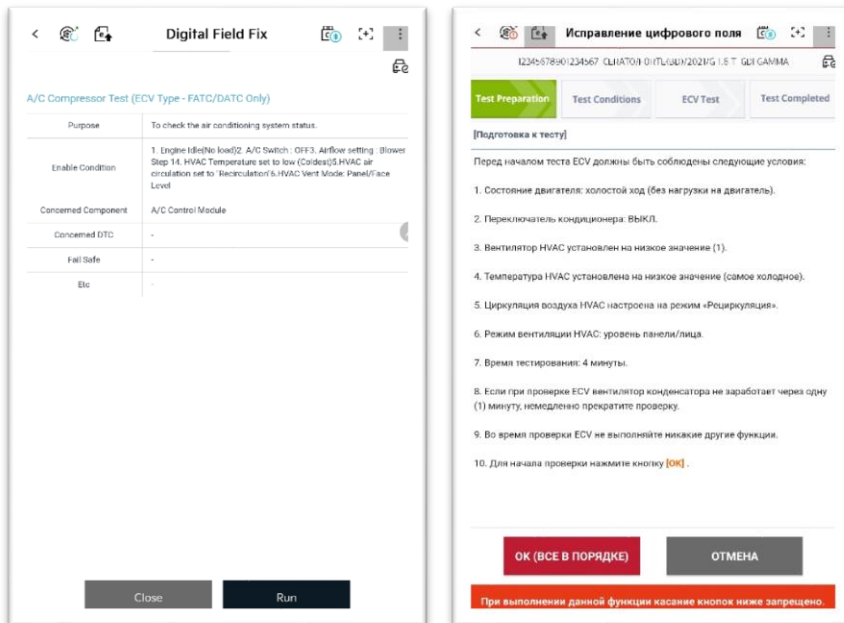 Digital Field Fix
A/C Compressor Test (ECV Type - FATC/DATC Only)
Purpose
To check the air conditioning system status.
Enable Condition
1. Engine Idle(No load)2. A/C Switch : OFF3. Airflow setting : Blower
Step 14. HVAC Temperature set to low (Coldest)5.HVAC air
circulation set to 'Recirculation'6.HVAC Vent Mode: Panel/Face
Level
Concerned Component
A/C Control Module
Concerned DTC
-
Fail Safe
-
Etc
-
Close
Run
Исправление цифрового поля
12345678901234567 2021 GAMMA
Test Preparation
Test Conditions
ECV Test
Test Completed
[Подготовка к тесту]
Перед началом теста ECV должны быть соблюдены следующие условия:
1. Состояние двигателя: холостой ход (без нагрузки на двигатель).
2. Переключатель кондиционера: ВЫКЛ.
3. Вентилятор HVAC установлен на низкое значение (1).
4. Температура HVAC установлена на низкое значение (самое холодное).
5. Циркуляция воздуха HVAC настроена на режим «Рециркуляция».
6. Режим вентиляции HVAC: уровень панели/лица.
7. Время тестирования: 4 минуты.
8. Если при проверке ECV вентилятор конденсатора не заработает через одну
(1) минуту, немедленно прекратите проверку.
9. Во время проверки ECV не выполняйте никакие другие функции.
10. Для начала проверки нажмите кнопку [OK] .
OK (ВСЕ В ПОРЯДКЕ)
ОТМЕНА
При выполнении данной функции касание кнопок ниже запрещено.